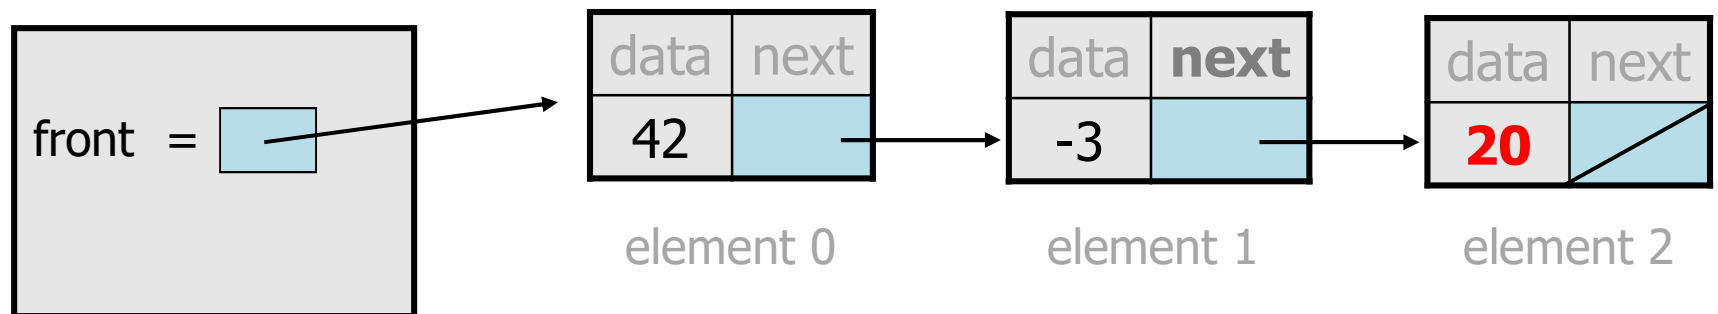 front =
data next
42
element 0
data next
-3
element 1
data next
20
element 2